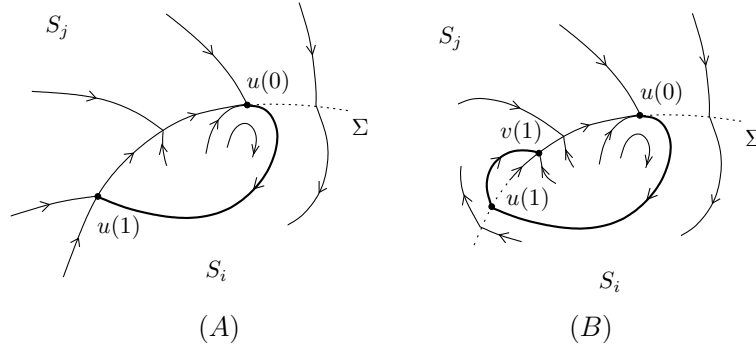 S_j
u(0)
Σ
u(1)
S_i
(A)
S_j
u(0)
v(1)
Σ
u(1)
S_i
(B)